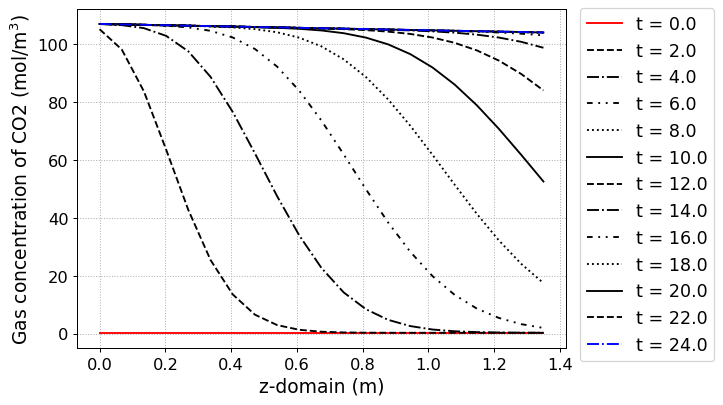 Gas concentration of CO2 (mol/m³)
100
80
60
40
20
0
0.0 0.2 0.4 0.6 0.8 1.0 1.2 1.4
z-domain (m)
t = 0.0
t = 2.0
t = 4.0
t = 6.0
t = 8.0
t = 10.0
t = 12.0
t = 14.0
t = 16.0
t = 18.0
t = 20.0
t = 22.0
t = 24.0